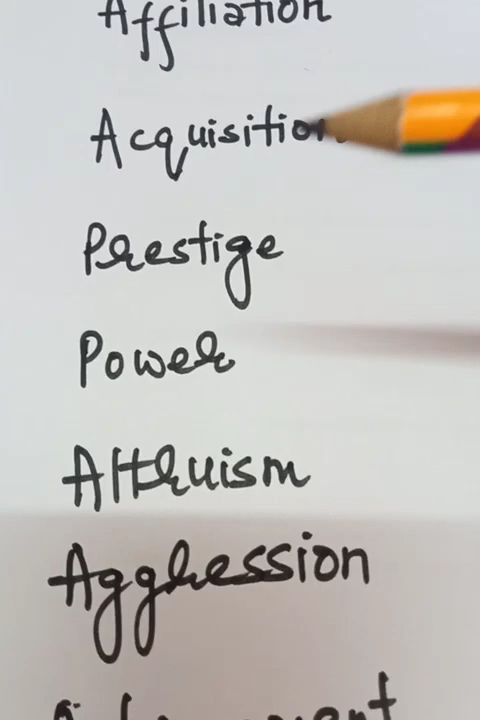 Affiliation
Acquisition
Prestige
Power
Altruism
Aggression